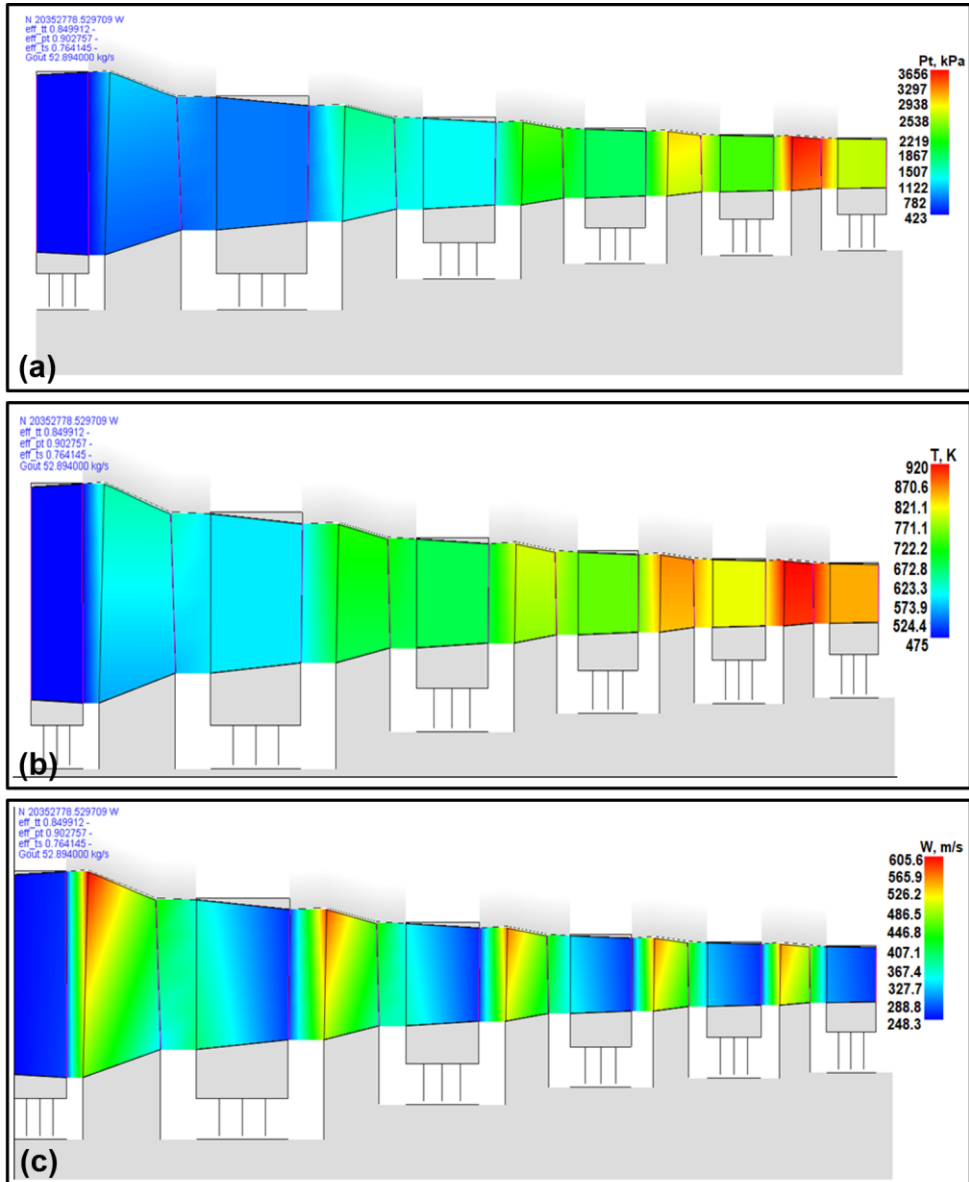 N 20352778.529709 W
eff_tt 0.849912 -
eff_pt 0.902757 -
eff_ts 0.764145 -
Gout 52.894000 kg/s
Pt, kPa
3656
3297
2938
2538
2219
1867
1507
1122
782
423
(a)
N 20352778.529709 W
eff_tt 0.849912 -
eff_pt 0.902757 -
eff_ts 0.764145 -
Gout 52.894000 kg/s
T, K
920
870.6
821.1
771.1
722.2
672.8
623.3
573.9
524.4
475
(b)
N 20352778.529709 W
eff_tt 0.849912 -
eff_pt 0.902757 -
eff_ts 0.764145 -
Gout 52.894000 kg/s
W, m/s
605.6
565.9
526.2
486.5
446.8
407.1
367.4
327.7
288.8
248.3
(c)